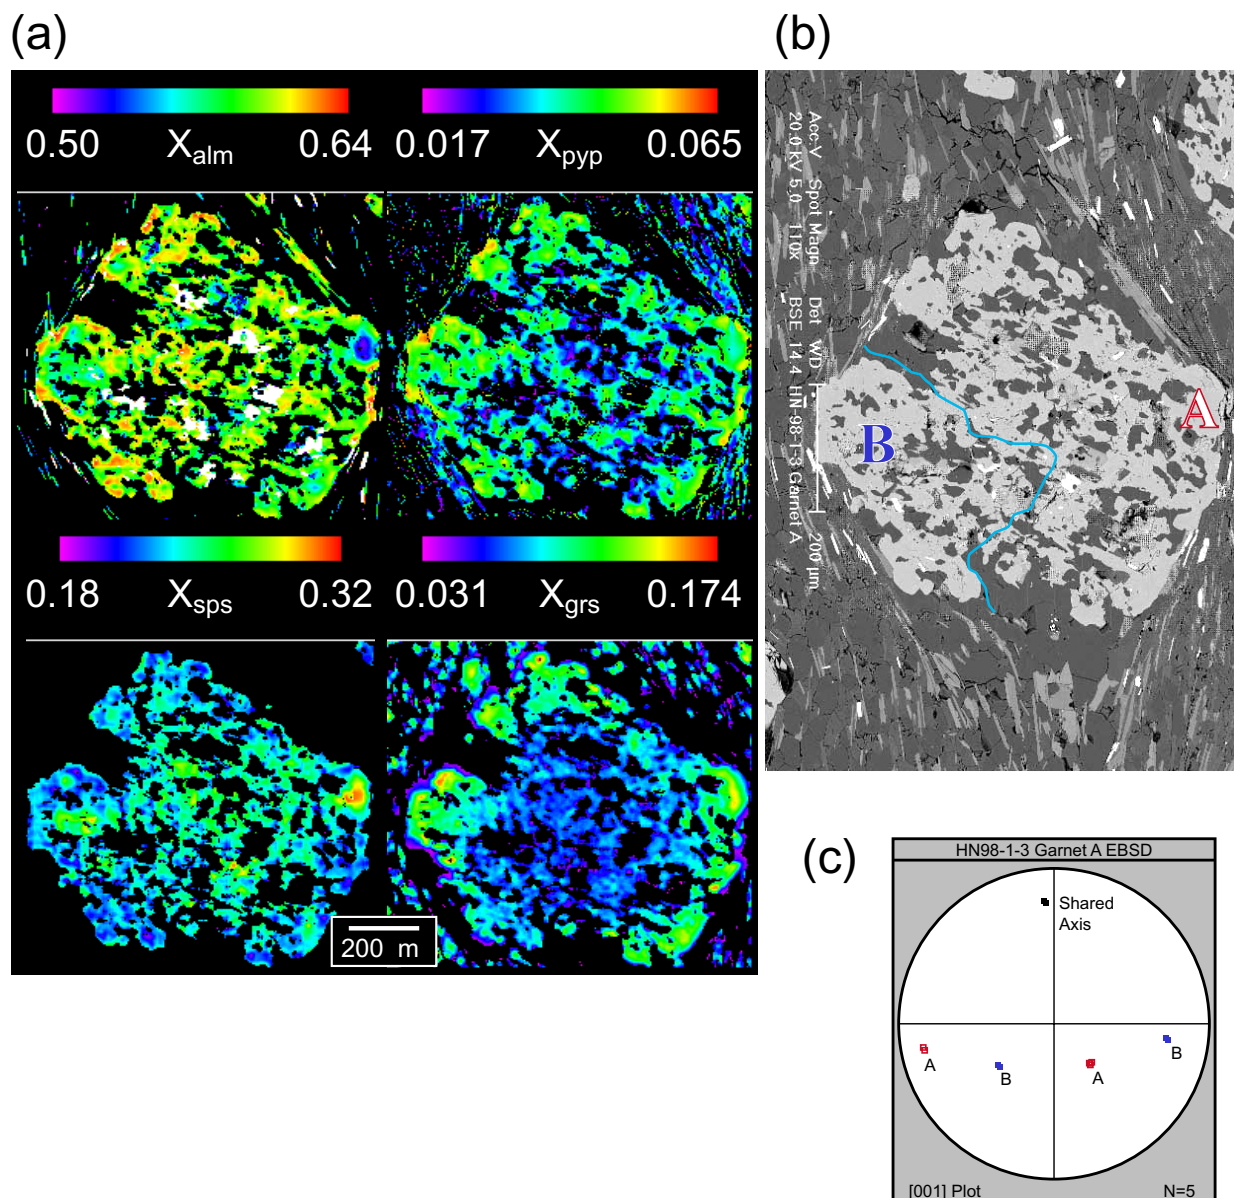 (a)
0.50 Xalm 0.64
0.017 Xpyp 0.065
0.18 Xsps 0.32
0.031 Xgrs 0.174
200 m
(b)
Acc-V Spot Magn Det WD
20.0 kV 5.0 110x BSE 14.4 HN-98-1-3 Garnet A
200 µm
B
A
(c)
HN98-1-3 Garnet A EBSD
Shared
Axis
A
B
A
B
[001] Plot N=5